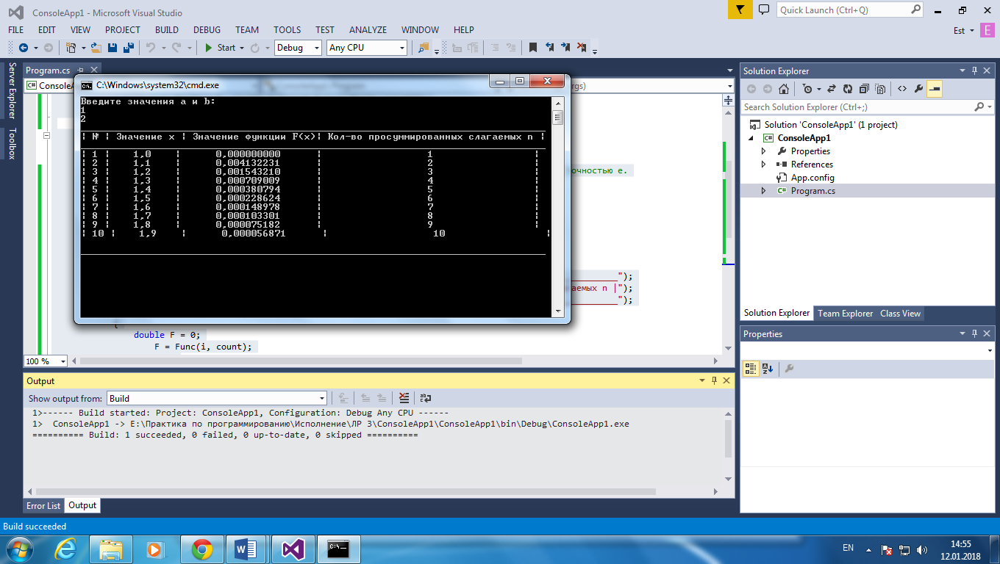 ConsoleApp1 - Microsoft Visual Studio
Quick Launch (Ctrl+Q)
FILE EDIT VIEW PROJECT BUILD DEBUG TEAM TOOLS TEST ANALYZE WINDOW HELP
Est E
Start Debug Any CPU
Server Explorer
Toolbox
Program.cs
ConsoleA
rgs)
C:\Windows\system32\cmd.exe
Введите значения a и b:
1
2
¦ № ¦ Значение x ¦ Значение функции F(x)¦ Кол-во просуммированных слагаемых n ¦
¦ 1 ¦ 1,0 ¦ 0,000000000 ¦ 1 ¦
¦ 2 ¦ 1,1 ¦ 0,004132231 ¦ 2 ¦
¦ 3 ¦ 1,2 ¦ 0,001543210 ¦ 3 ¦
¦ 4 ¦ 1,3 ¦ 0,000709009 ¦ 4 ¦
¦ 5 ¦ 1,4 ¦ 0,000380794 ¦ 5 ¦
¦ 6 ¦ 1,5 ¦ 0,000228624 ¦ 6 ¦
¦ 7 ¦ 1,6 ¦ 0,000148978 ¦ 7 ¦
¦ 8 ¦ 1,7 ¦ 0,000103301 ¦ 8 ¦
¦ 9 ¦ 1,8 ¦ 0,000075182 ¦ 9 ¦
¦ 10 ¦ 1,9 ¦ 0,000056871 ¦ 10 ¦
очностью e.
");
аемых n |");
");
{
double F = 0;
F = Func(i, count);
100 %
Solution Explorer
Search Solution Explorer (Ctrl+;)
Solution 'ConsoleApp1' (1 project)
ConsoleApp1
Properties
References
App.config
Program.cs
Solution Explorer Team Explorer Class View
Properties
Output
Show output from: Build
1>------ Build started: Project: ConsoleApp1, Configuration: Debug Any CPU ------
1> ConsoleApp1 -> E:\Практика по программированию\Исполнение\ЛР 3\ConsoleApp1\ConsoleApp1\bin\Debug\ConsoleApp1.exe
========== Build: 1 succeeded, 0 failed, 0 up-to-date, 0 skipped ==========
Error List Output
Build succeeded
EN
14:55
12.01.2018